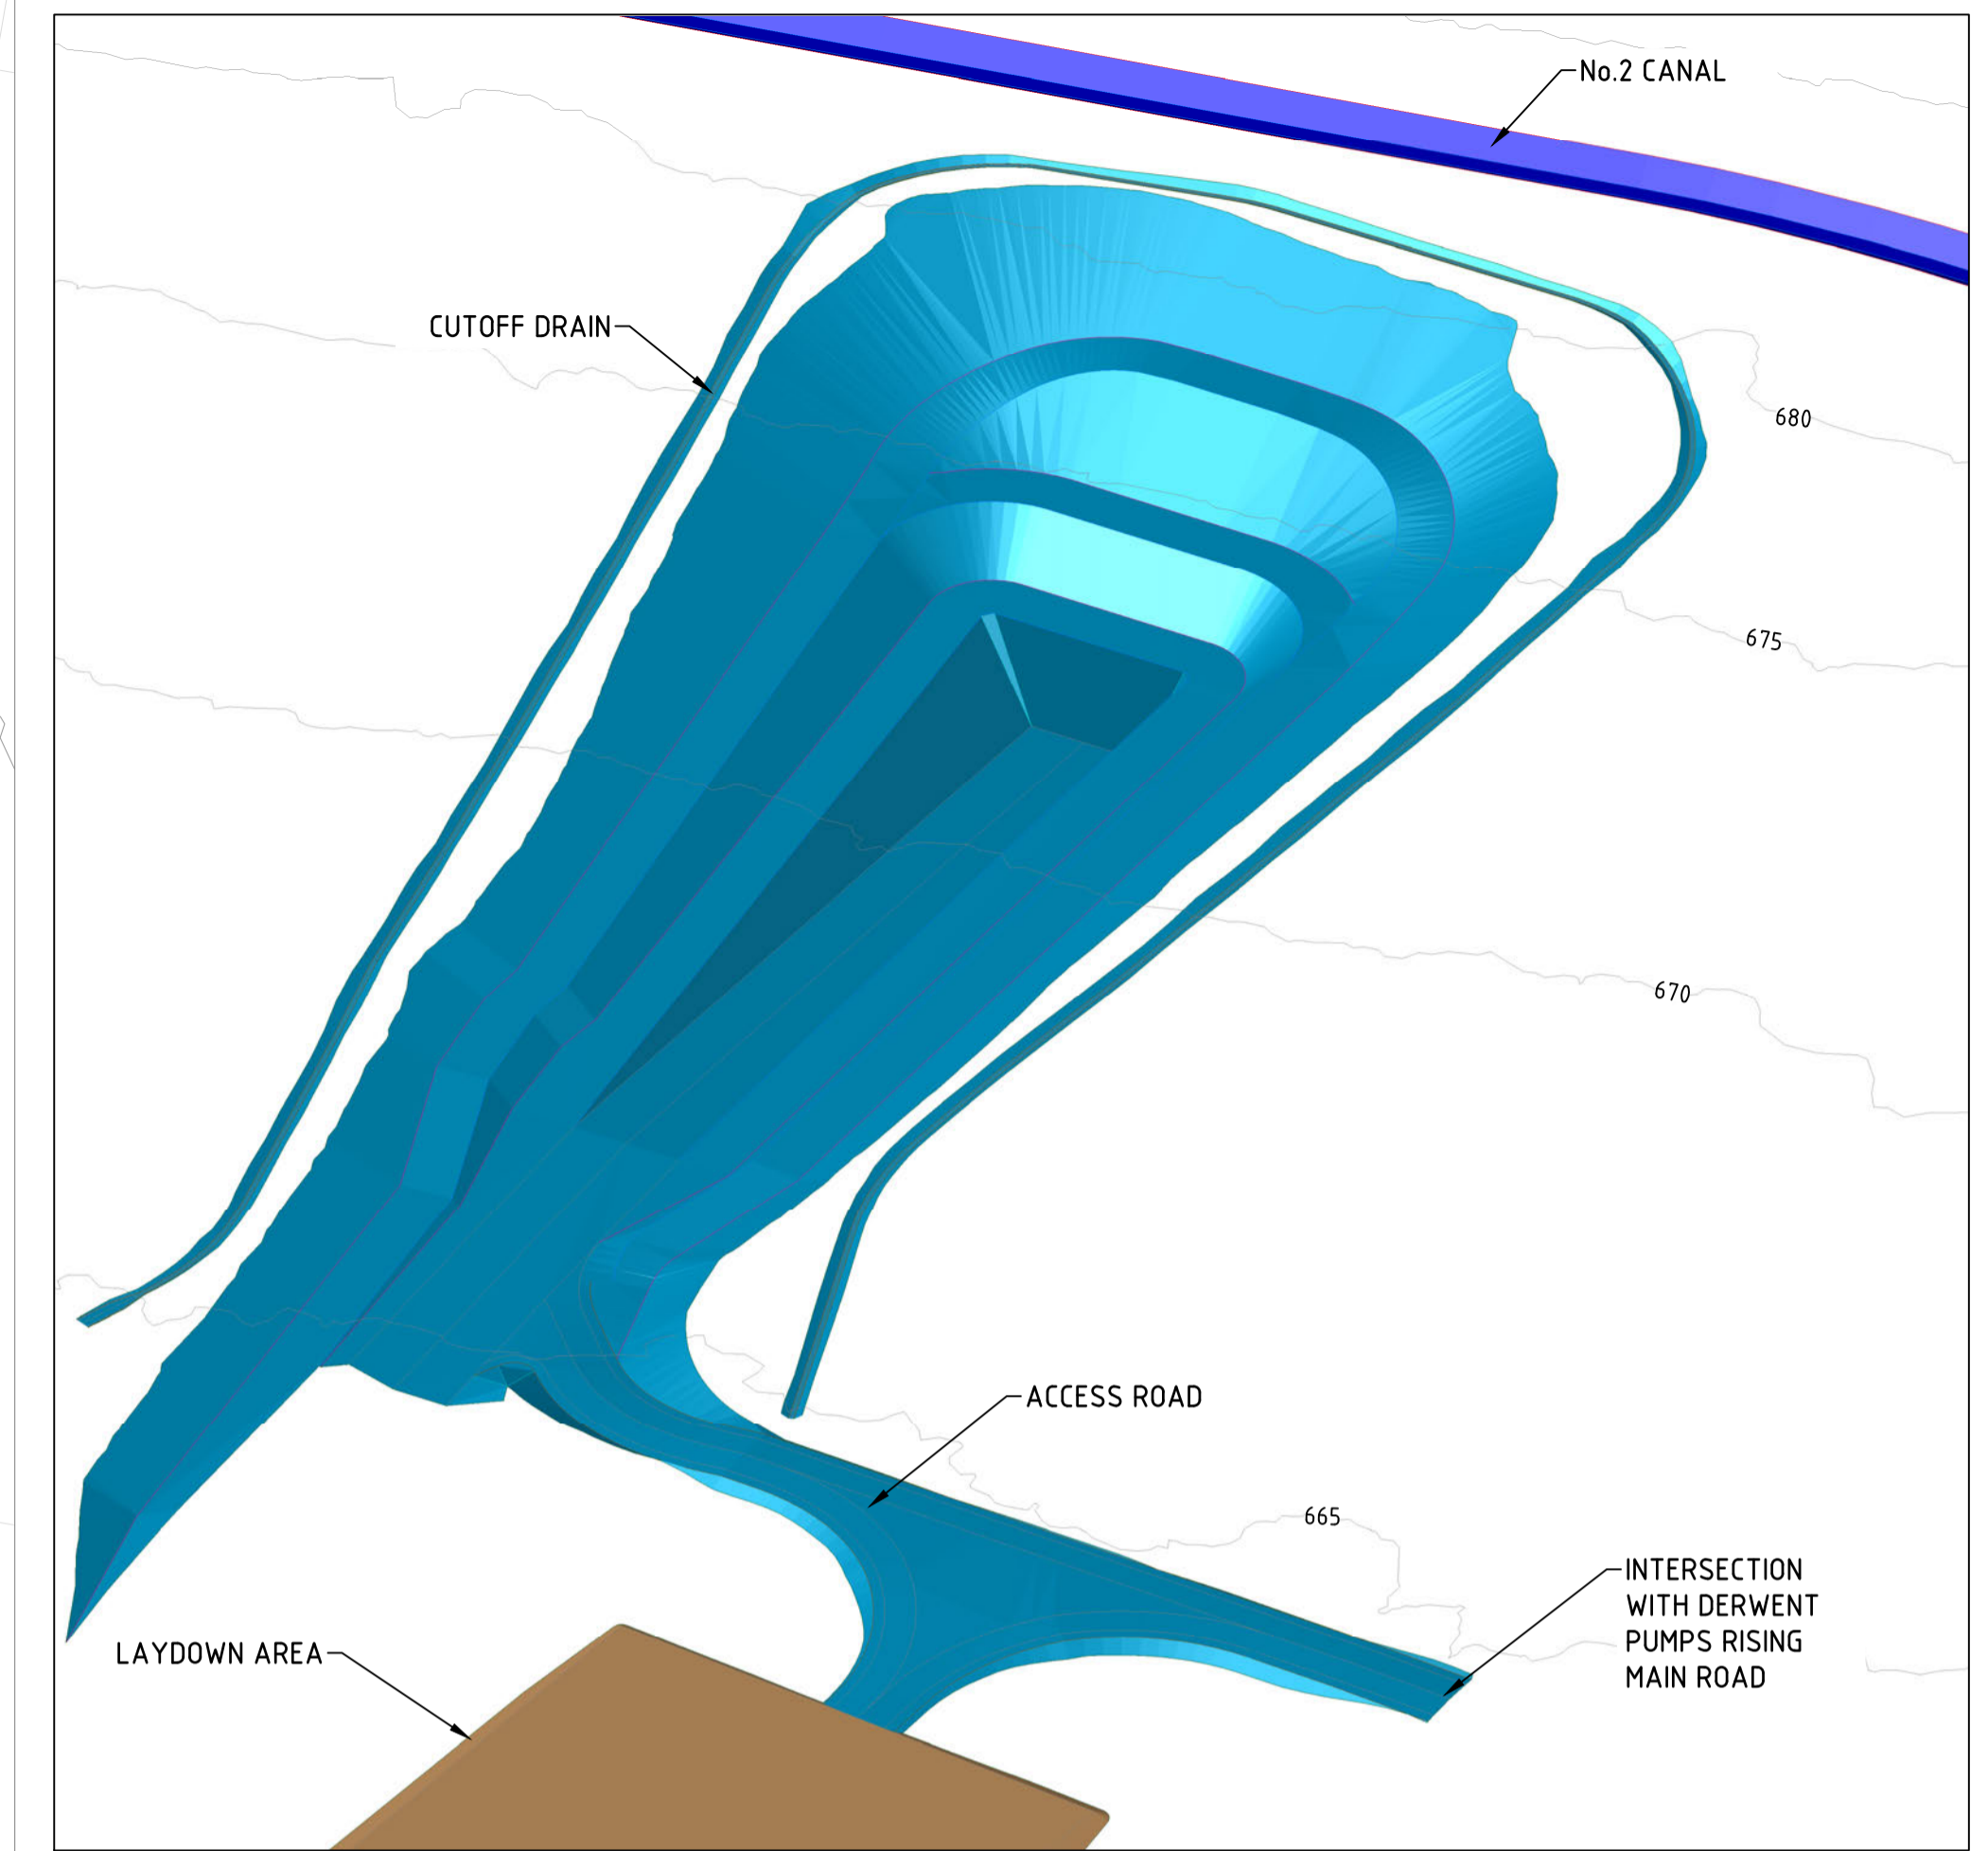 No.2 CANAL
CUTOFF DRAIN
680
675
670
ACCESS ROAD
665
INTERSECTION
WITH DERWENT
PUMPS RISING
MAIN ROAD
LAYDOWN AREA